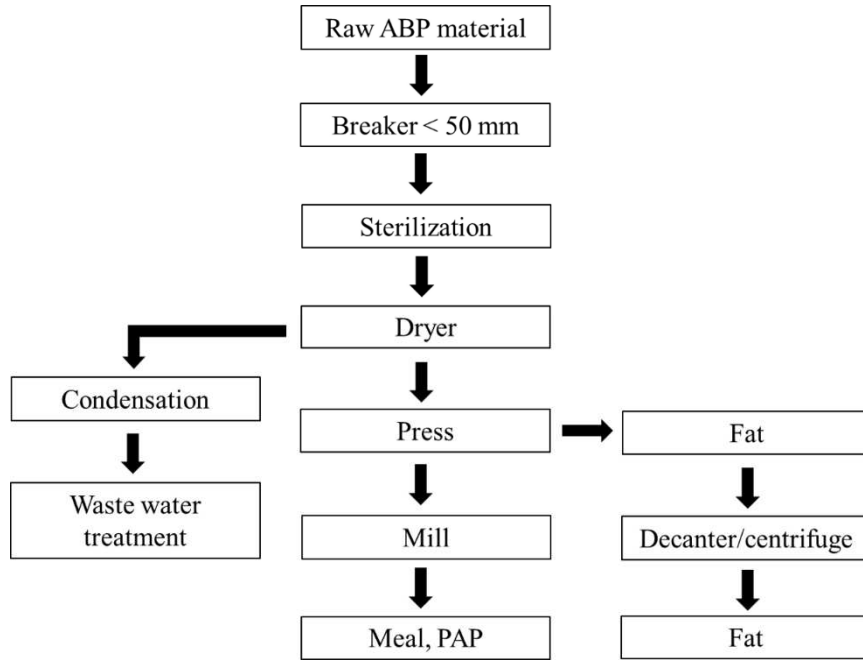 Raw ABP material
Breaker < 50 mm
Sterilization
Dryer
Condensation
Press
Fat
Waste water
treatment
Mill
Decanter/centrifuge
Meal, PAP
Fat